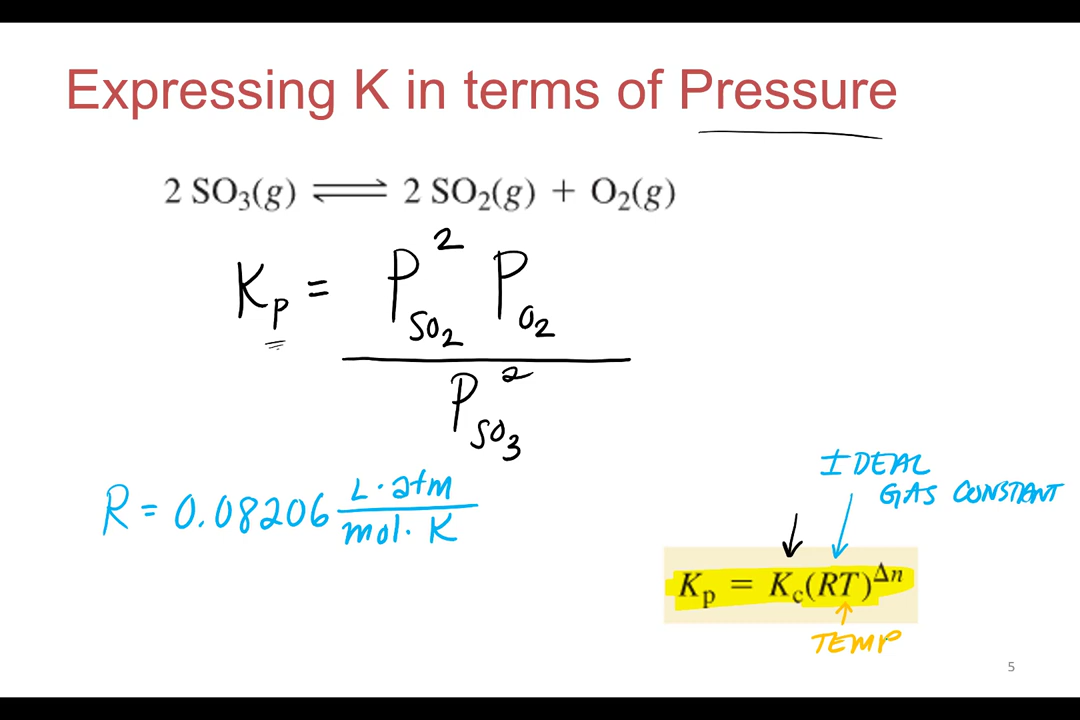 Expressing K in terms of Pressure
2 SO₃(g) ⇌ 2 SO₂(g) + O₂(g)
Kp = P²SO₂ PO₂
P²SO₃
R = 0.08206 L·atm / mol·K
IDEAL
GAS CONSTANT
Kp = Kc(RT)^Δn
TEMP
5